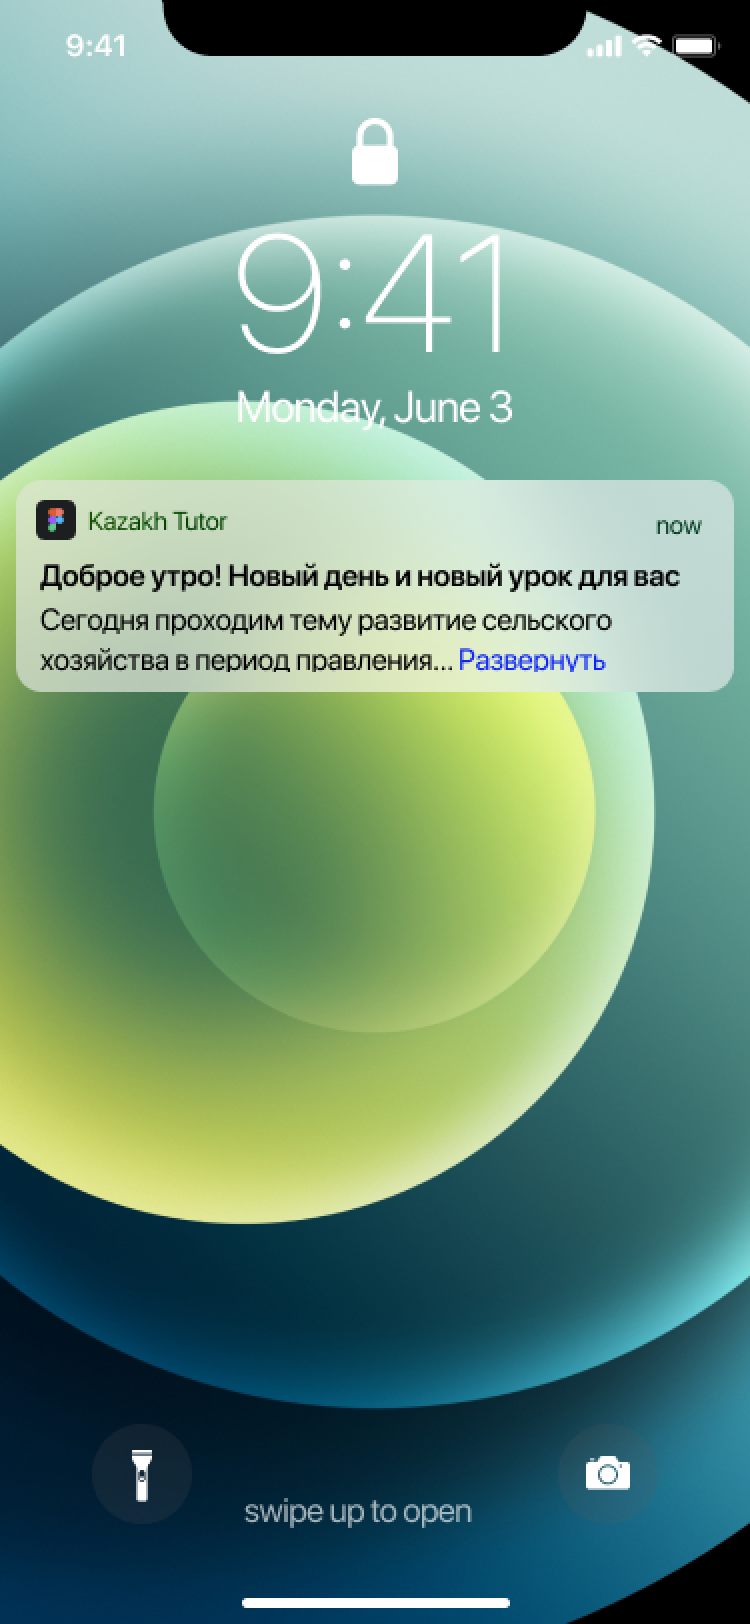 9:41
9:41
Monday, June 3
Kazakh Tutor
now
Доброе утро! Новый день и новый урок для вас
Сегодня проходим тему развитие сельского
хозяйства в период правления... Развернуть
swipe up to open